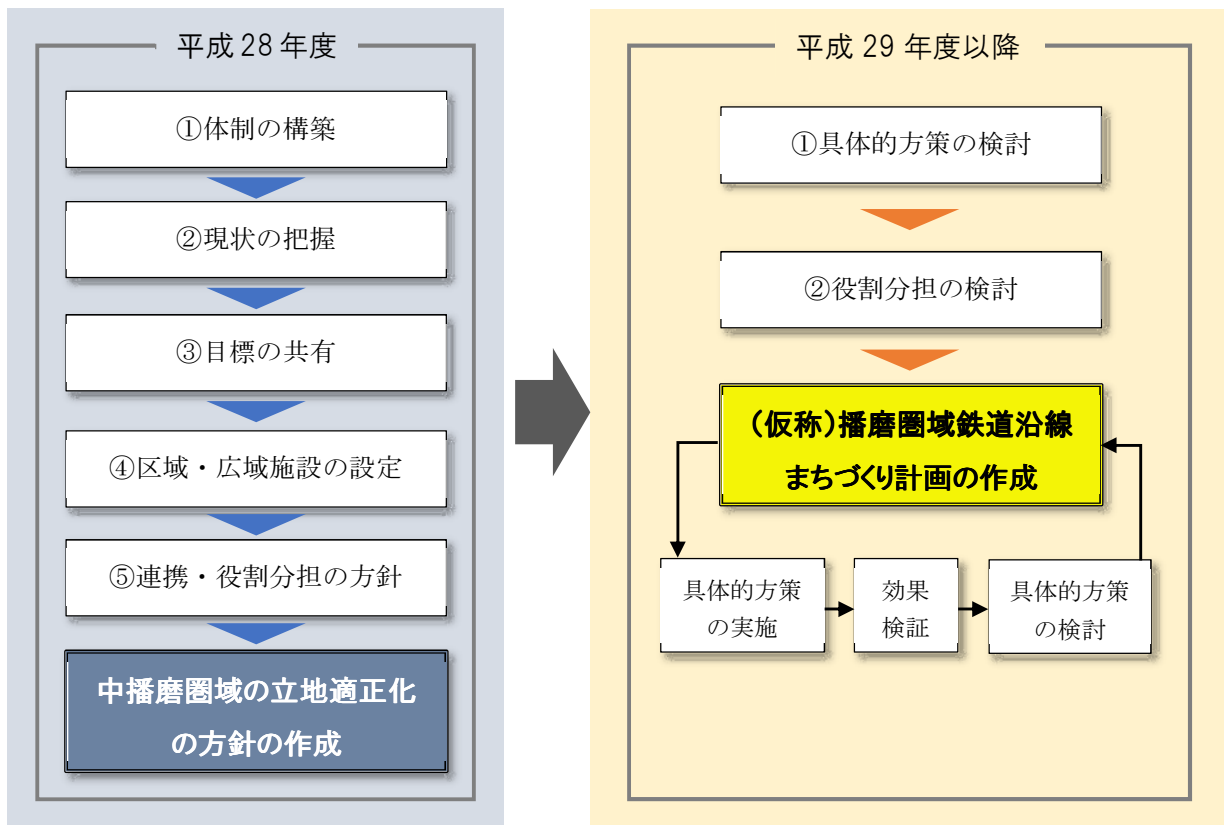 平成28年度
①体制の構築
②現状の把握
③目標の共有
④区域・広域施設の設定
⑤連携・役割分担の方針
中播磨圏域の立地適正化
の方針の作成
平成 29 年度以降
①具体的方策の検討
②役割分担の検討
（仮称）播磨圏域鉄道沿線
まちづくり計画の作成
具体的方策
の実施
効果
検証
具体的方策
の検討